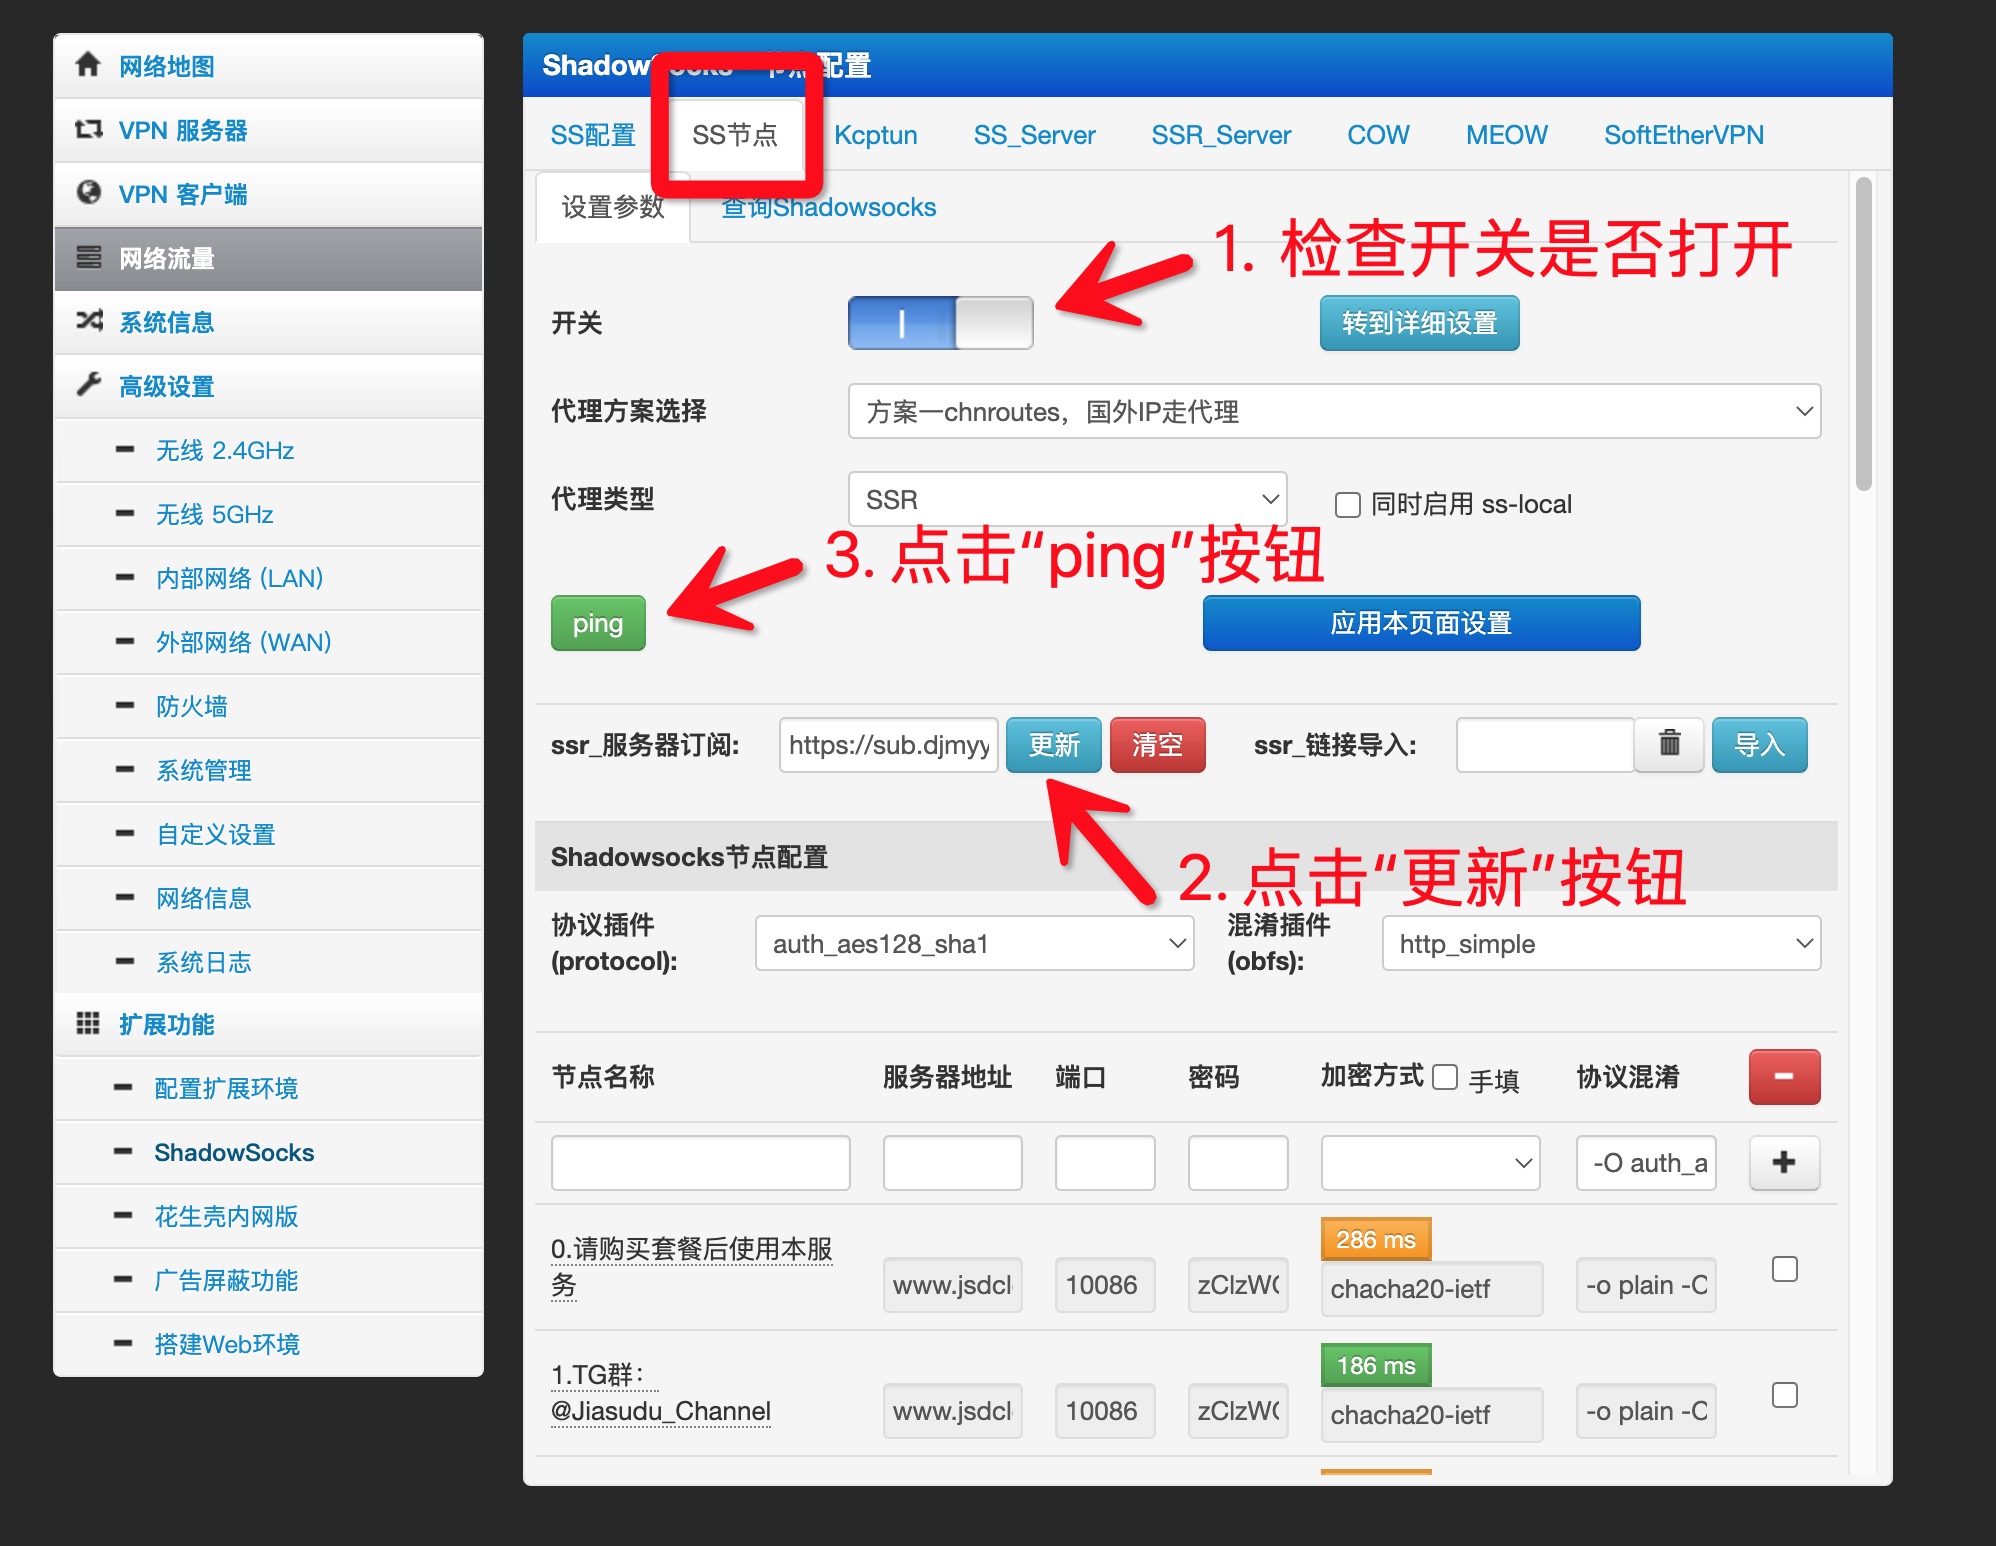 网络地图
VPN 服务器
VPN 客户端
网络流量
系统信息
高级设置
无线 2.4GHz
无线 5GHz
内部网络 (LAN)
外部网络 (WAN)
防火墙
系统管理
自定义设置
网络信息
系统日志
扩展功能
配置扩展环境
ShadowSocks
花生壳内网版
广告屏蔽功能
搭建Web环境
ShadowSocks 节点配置
SS配置 SS节点 Kcptun SS_Server SSR_Server COW MEOW SoftEtherVPN
设置参数 查询Shadowsocks
1. 检查开关是否打开
开关 转到详细设置
代理方案选择 方案一chnroutes，国外IP走代理
代理类型 SSR 同时启用 ss-local
3. 点击“ping”按钮
ping 应用本页面设置
ssr_服务器订阅: https://sub.djmyy 更新 清空 ssr_链接导入: 导入
Shadowsocks节点配置
2. 点击“更新”按钮
协议插件 (protocol): auth_aes128_sha1 混淆插件 (obfs): http_simple
节点名称 服务器地址 端口 密码 加密方式 手填 协议混淆
-O auth_a
0.请购买套餐后使用本服
务
286 ms
www.jsdcl 10086 zClzW chacha20-ietf -o plain -O
1.TG群：
@Jiasudu_Channel
186 ms
www.jsdcl 10086 zClzW chacha20-ietf -o plain -O